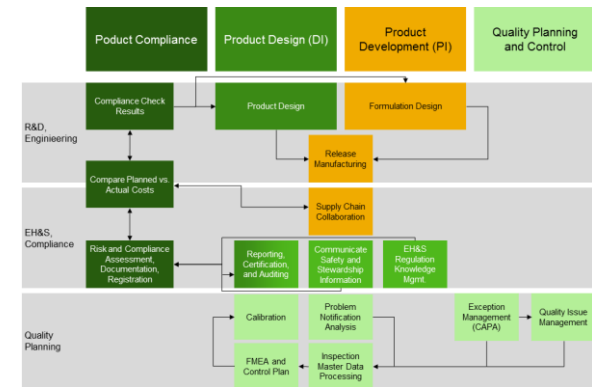 Poduct Compliance
Product Design (DI)
Product
Development (PI)
Quality Planning
and Control
R&D,
Engineering
Compliance Check
Results
Product Design
Formulation Design
Release
Manufacturing
Compare Planned vs.
Actual Costs
EH&S,
Compliance
Supply Chain
Collaboration
Risk and Compliance
Assessment,
Documentation,
Registration
Reporting,
Certification,
and Auditing
Communicate
Safety and
Stewardship
Information
EH&S
Regulation
Knowledge
Mgmt.
Quality
Planning
Calibration
Problem
Notification
Analysis
Exception
Management
(CAPA)
Quality Issue
Management
FMEA and
Control Plan
Inspection
Master Data
Processing